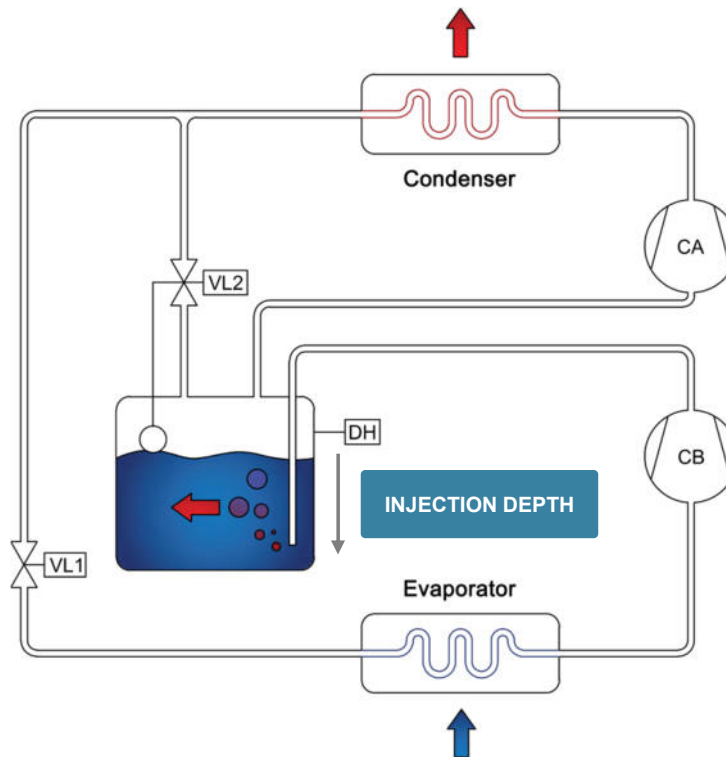 Condenser
CA
VL2
DH
CB
INJECTION DEPTH
VL1
Evaporator